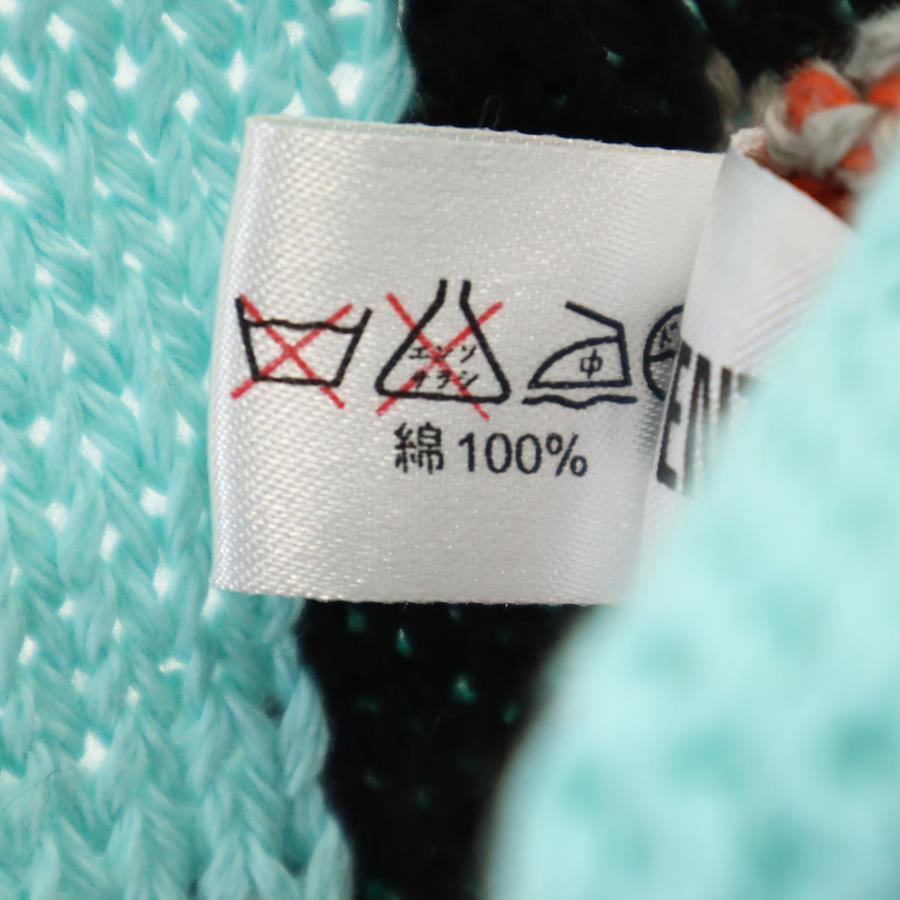 エンソ
サラシ
中
綿 100%